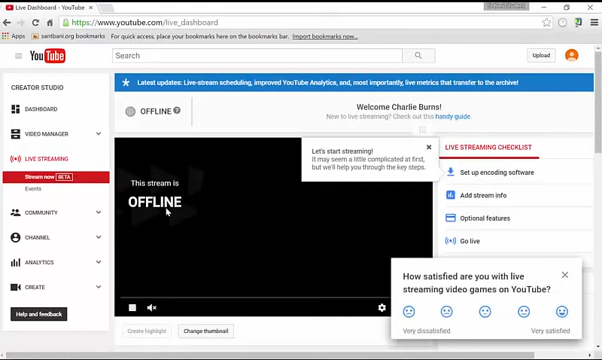 Live Dashboard - YouTube
https://www.youtube.com/live_dashboard
Apps santbani.org bookmarks For quick access, place your bookmarks here on the bookmarks bar. Import bookmarks now...
YouTube
Search
Upload
CREATOR STUDIO
DASHBOARD
VIDEO MANAGER
LIVE STREAMING
Stream now BETA
Events
COMMUNITY
CHANNEL
ANALYTICS
CREATE
Help and feedback
Latest updates: Live-stream scheduling, improved YouTube Analytics, and, most importantly, live metrics that transfer to the archive!
OFFLINE ?
Welcome Charlie Burns!
New to live streaming? Check out this handy guide.
Let's start streaming!
It may seem a little complicated at first,
but we'll help you through the key steps.
This stream is
OFFLINE
Create highlight
Change thumbnail
LIVE STREAMING CHECKLIST
Set up encoding software
Add stream info
Optional features
Go live
How satisfied are you with live
streaming video games on YouTube?
Very dissatisfied
Very satisfied